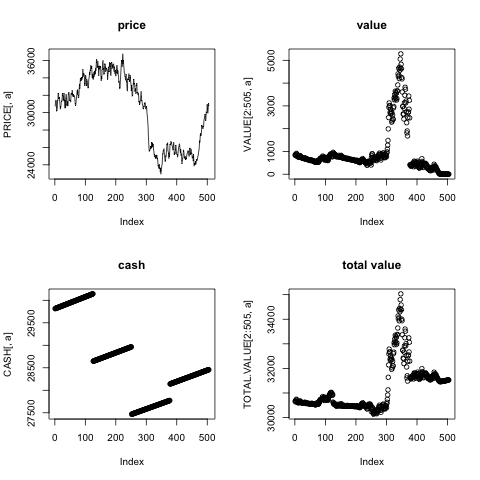 price
PRICE[, a]
24000 30000 36000
0 100 200 300 400 500
Index
value
VALUE[2:505, a]
0 1000 3000 5000
0 100 200 300 400 500
Index
cash
CASH[, a]
27500 28500 29500
0 100 200 300 400 500
Index
total value
TOTAL.VALUE[2:505, a]
30000 32000 34000
0 100 200 300 400 500
Index